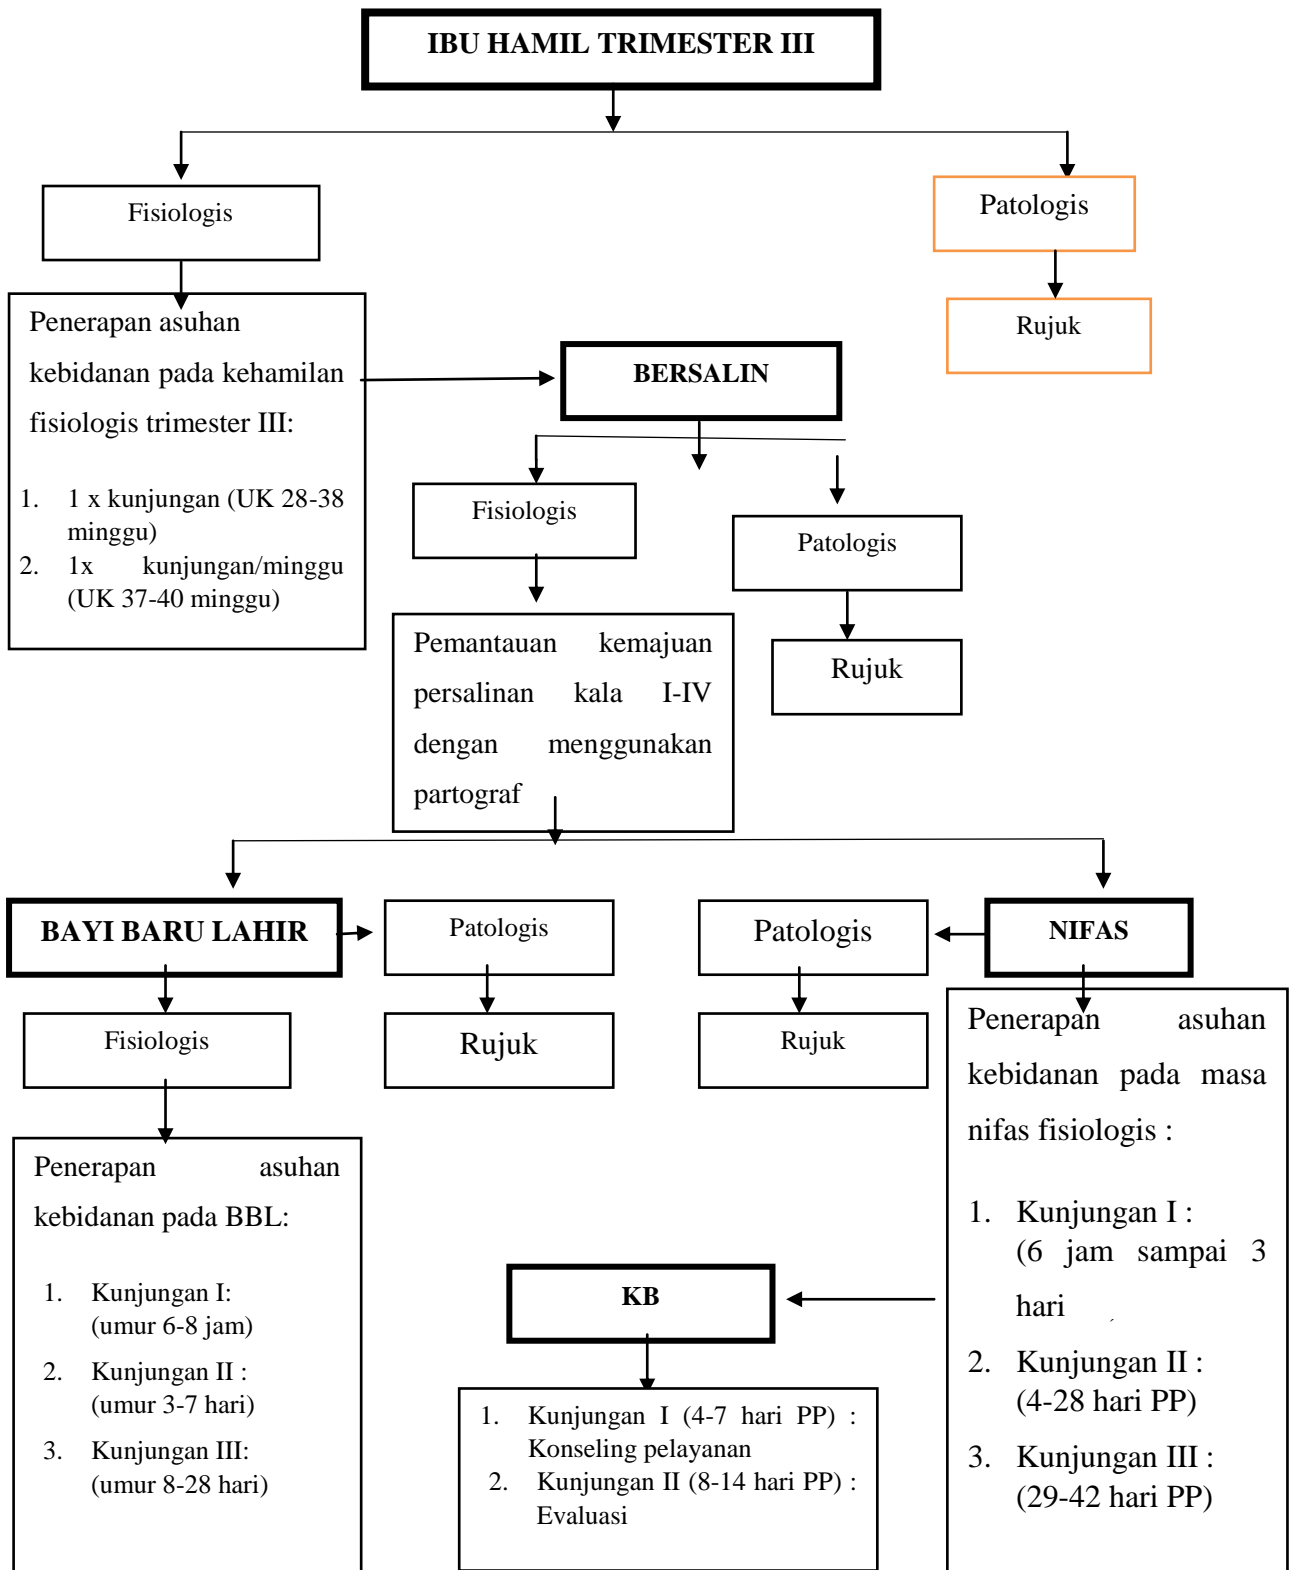 IBU HAMIL TRIMESTER III
Fisiologis
Patologis
Rujuk
Penerapan asuhan
kebidanan pada kehamilan
fisiologis trimester III:
1. 1 x kunjungan (UK 28-38
minggu)
2. 1x kunjungan/minggu
(UK 37-40 minggu)
BERSALIN
Fisiologis
Patologis
Rujuk
Pemantauan kemajuan
persalinan kala I-IV
dengan menggunakan
partograf
BAYI BARU LAHIR
Patologis
Patologis
NIFAS
Fisiologis
Rujuk
Rujuk
Penerapan asuhan
kebidanan pada masa
nifas fisiologis :
1. Kunjungan I :
(6 jam sampai 3
hari
2. Kunjungan II :
(4-28 hari PP)
3. Kunjungan III :
(29-42 hari PP)
Penerapan asuhan
kebidanan pada BBL:
1. Kunjungan I:
(umur 6-8 jam)
2. Kunjungan II :
(umur 3-7 hari)
3. Kunjungan III:
(umur 8-28 hari)
KB
1. Kunjungan I (4-7 hari PP) :
Konseling pelayanan
2. Kunjungan II (8-14 hari PP) :
Evaluasi